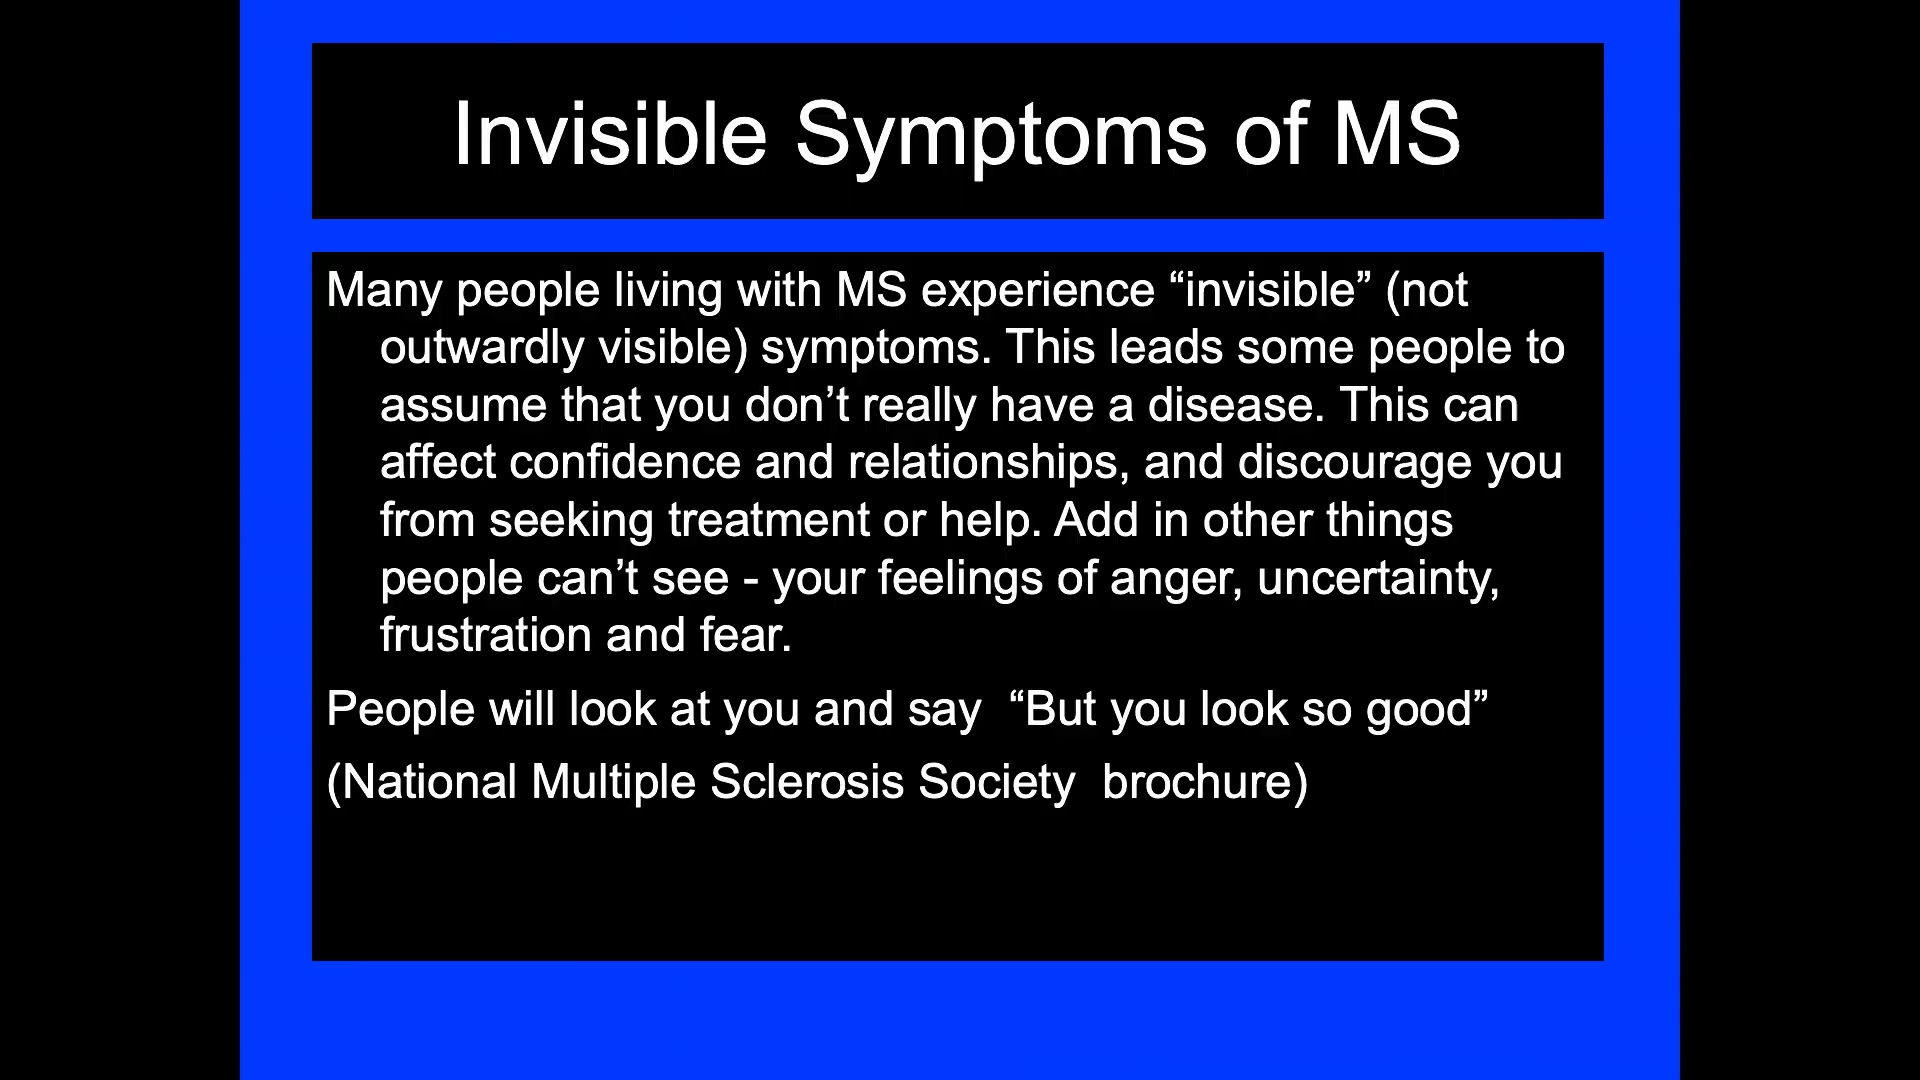 Invisible Symptoms of MS
Many people living with MS experience “invisible” (not
outwardly visible) symptoms. This leads some people to
assume that you don’t really have a disease. This can
affect confidence and relationships, and discourage you
from seeking treatment or help. Add in other things
people can’t see - your feelings of anger, uncertainty,
frustration and fear.
People will look at you and say  “But you look so good”
(National Multiple Sclerosis Society  brochure)